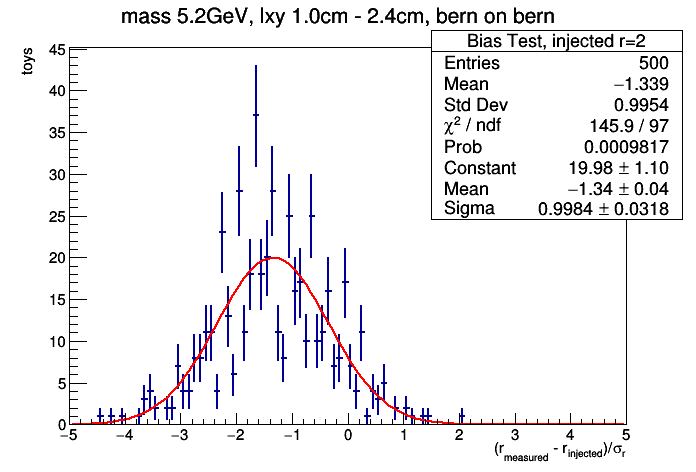 mass 5.2GeV, lxy 1.0cm - 2.4cm, bern on bern
Bias Test, injected r=2
Entries 500
Mean −1.339
Std Dev 0.9954
χ² / ndf 145.9 / 97
Prob 0.0009817
Constant 19.98 ± 1.10
Mean −1.34 ± 0.04
Sigma 0.9984 ± 0.0318
toys
45
40
35
30
25
20
15
10
5
0
−5 −4 −3 −2 −1 0 1 2 3 4 5
(r_measured - r_injected)/σ_r